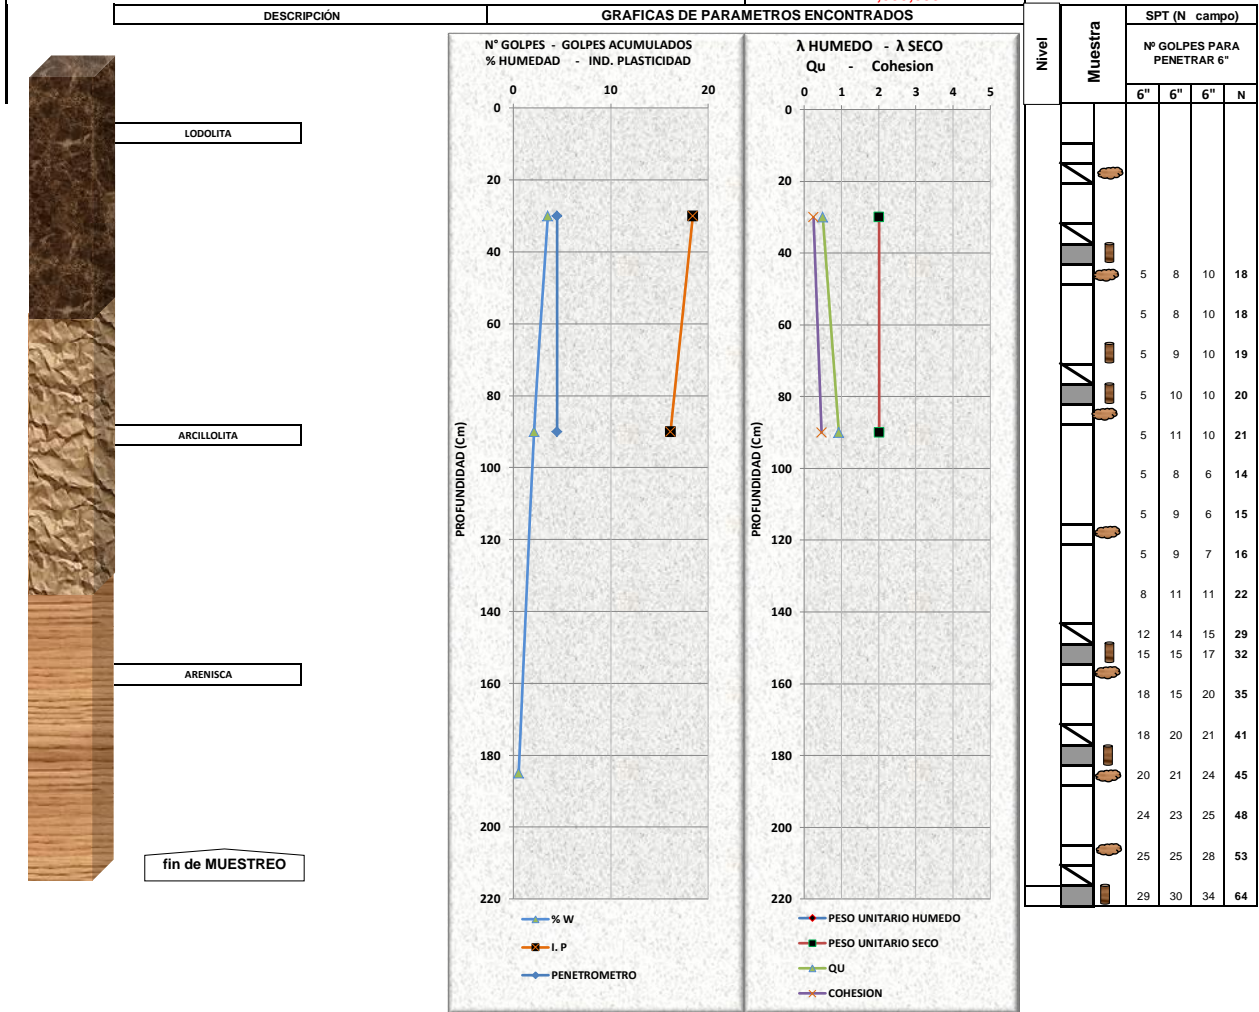 DESCRIPCIÓN
GRAFICAS DE PARAMETROS ENCONTRADOS
Nivel
Muestra
SPT (N campo)
Nº GOLPES PARA
PENETRAR 6"
6" 6" 6" N
LODOLITA
ARCILLOLITA
ARENISCA
fin de MUESTREO
N° GOLPES - GOLPES ACUMULADOS
% HUMEDAD - IND. PLASTICIDAD
0 10 20
0
20
40
60
80
100
120
140
160
180
200
220
PROFUNDIDAD (Cm)
% W
I. P
PENETROMETRO
λ HUMEDO - λ SECO
Qu - Cohesion
0 1 2 3 4 5
0
20
40
60
80
100
120
140
160
180
200
220
PROFUNDIDAD (Cm)
PESO UNITARIO HUMEDO
PESO UNITARIO SECO
QU
COHESION
5 8 10 18
5 8 10 18
5 9 10 19
5 10 10 20
5 11 10 21
5 8 6 14
5 9 6 15
5 9 7 16
8 11 11 22
12 14 15 29
15 15 17 32
18 15 20 35
18 20 21 41
20 21 24 45
24 23 25 48
25 25 28 53
29 30 34 64